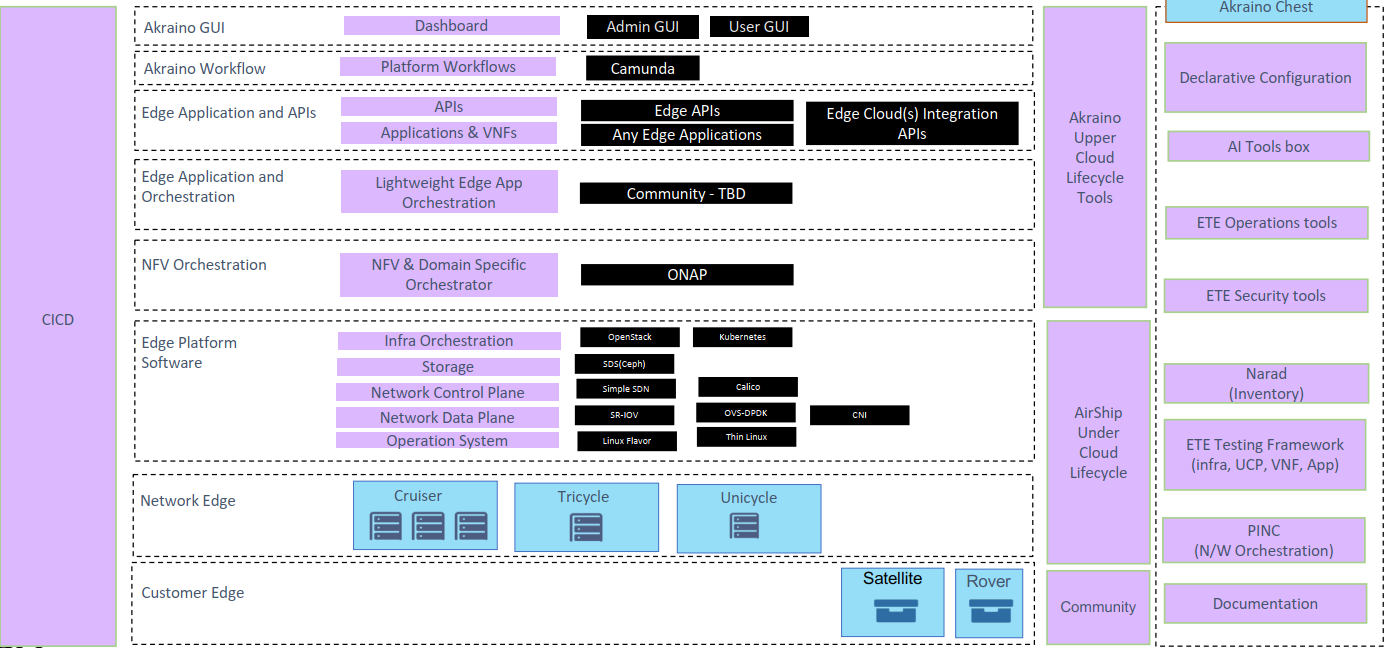 CICD
Akraino GUI
Dashboard
Admin GUI
User GUI
Akraino Workflow
Platform Workflows
Camunda
Edge Application and APIs
APIs
Applications & VNFs
Edge APIs
Any Edge Applications
Edge Cloud(s) Integration
APIs
Edge Application and
Orchestration
Lightweight Edge App
Orchestration
Community - TBD
NFV Orchestration
NFV & Domain Specific
Orchestrator
ONAP
Edge Platform
Software
Infra Orchestration
OpenStack
Kubernetes
Storage
SDS(Ceph)
Network Control Plane
Simple SDN
Calico
Network Data Plane
SR-IOV
OVS-DPDK
CNI
Operation System
Linux Flavor
Thin Linux
Network Edge
Cruiser
Tricycle
Unicycle
Customer Edge
Satellite
Rover
Akraino
Upper
Cloud
Lifecycle
Tools
AirShip
Under
Cloud
Lifecycle
Community
Akraino Chest
Declarative Configuration
AI Tools box
ETE Operations tools
ETE Security tools
Narad
(Inventory)
ETE Testing Framework
(infra, UCP, VNF, App)
PINC
(N/W Orchestration)
Documentation